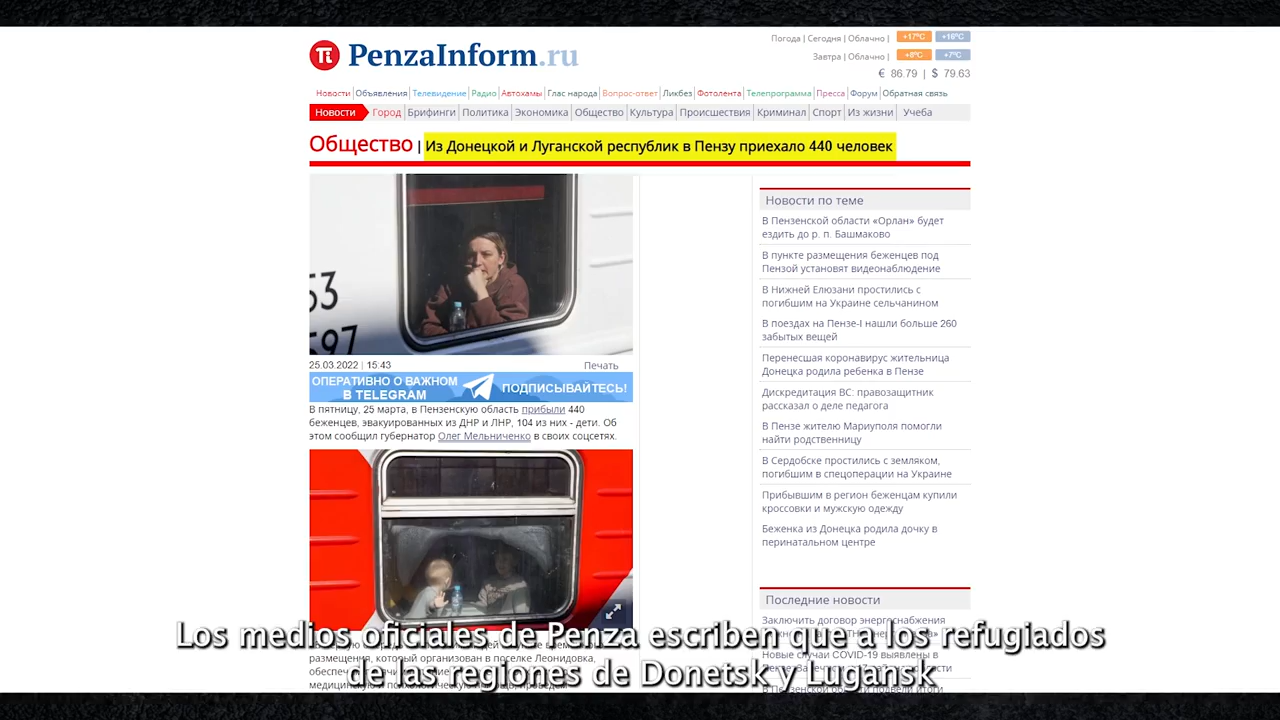 PenzaInform.ru
Погода | Сегодня | Облачно | +17°C +16°C
Завтра | Облачно | +8°C +7°C
€ 86.79 | $ 79.63
Новости Объявления Телевидение Радио Автохамы Глас народа Вопрос-ответ Ликбез Фотолента Телепрограмма Пресса Форум Обратная связь
Новости Город Брифинги Политика Экономика Общество Культура Происшествия Криминал Спорт Из жизни Учеба
Общество | Из Донецкой и Луганской республик в Пензу приехало 440 человек
53
597
25.03.2022 | 15:43 Печать
ОПЕРАТИВНО О ВАЖНОМ
В TELEGRAM
ПОДПИСЫВАЙТЕСЬ!
В пятницу, 25 марта, в Пензенскую область прибыли 440
беженцев, эвакуированных из ДНР и ЛНР, 104 из них - дети. Об
этом сообщил губернатор Олег Мельниченко в своих соцсетях.
размещения, который организован в поселке Леонидовка,
Новости по теме
В Пензенской области «Орлан» будет
ездить до р. п. Башмаково
В пункте размещения беженцев под
Пензой установят видеонаблюдение
В Нижней Елюзани простились с
погибшим на Украине сельчанином
В поездах на Пензе-I нашли больше 260
забытых вещей
Перенесшая коронавирус жительница
Донецка родила ребенка в Пензе
Дискредитация ВС: правозащитник
рассказал о деле педагога
В Пензе жителю Мариуполя помогли
найти родственницу
В Сердобске простились с земляком,
погибшим в спецоперации на Украине
Прибывшим в регион беженцам купили
кроссовки и мужскую одежду
Беженка из Донецка родила дочку в
перинатальном центре
Последние новости
Заключить договор энергоснабжения
Новые случаи COVID-19 выявлены в
Los medios oficiales de Penza escriben que a los refugiados
de las regiones de Donetsk y Lugansk